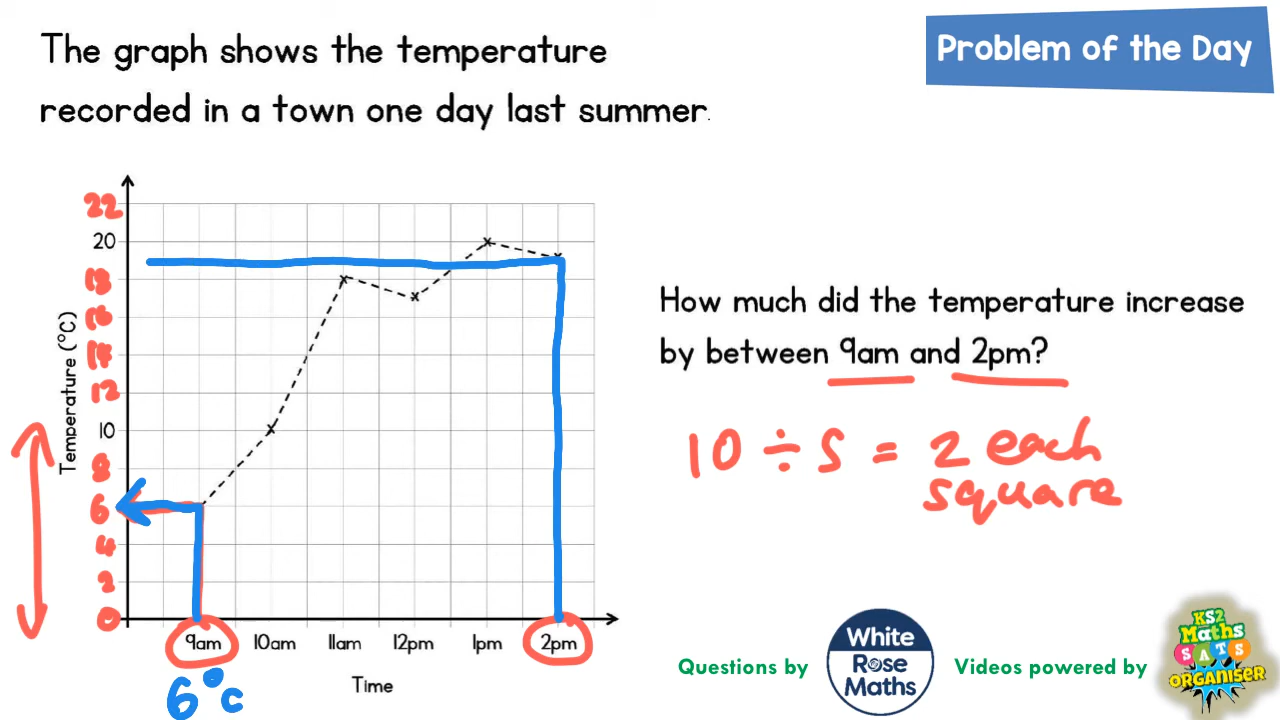 The graph shows the temperature
recorded in a town one day last summer.
Problem of the Day
22
20
18
16
14
12
10
8
6
4
2
0
Temperature (°C)
9am 10am 11am 12pm 1pm 2pm
Time
6°c
How much did the temperature increase
by between 9am and 2pm?
10 ÷ 5 = 2 each
square
Questions by
White
Rose
Maths
Videos powered by
KS2
Maths
SATS
ORGANISER